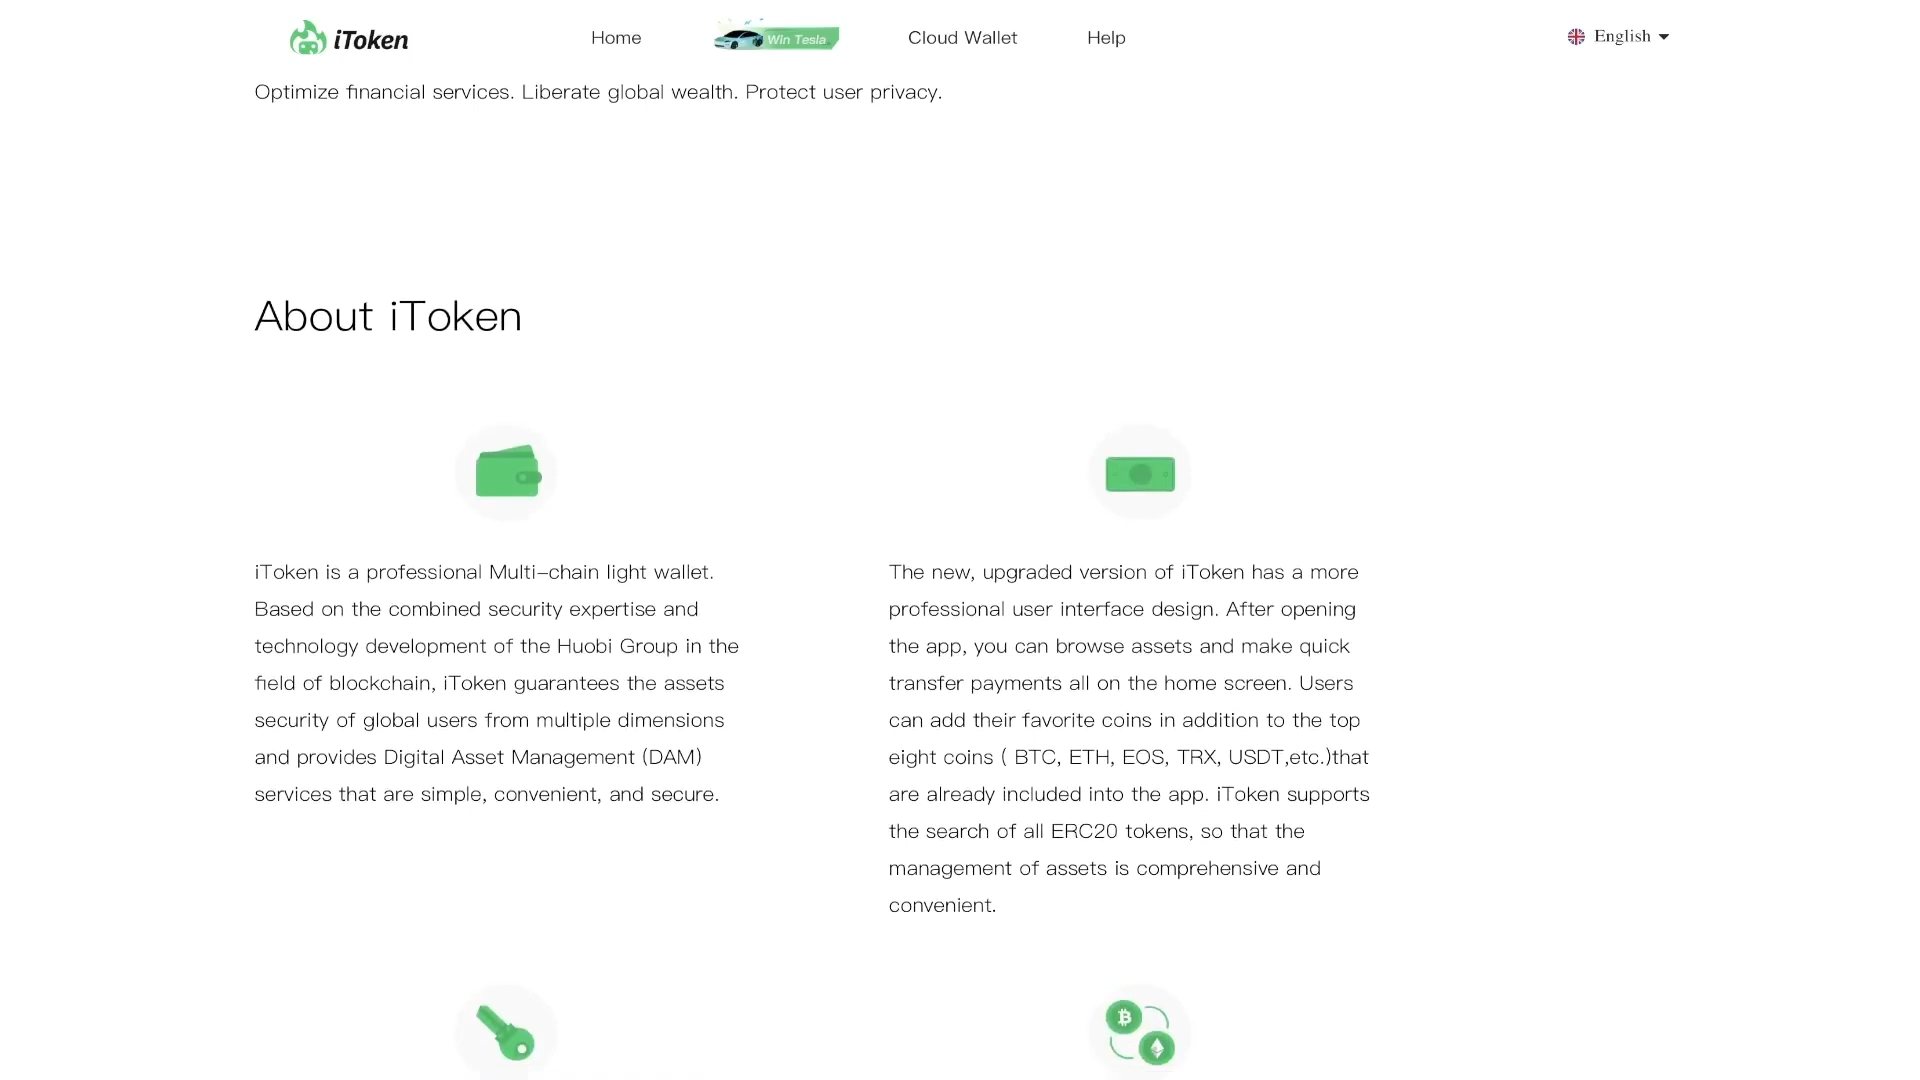 iToken Home Win Tesla Cloud Wallet Help English
Optimize financial services. Liberate global wealth. Protect user privacy.
About iToken
iToken is a professional Multi-chain light wallet.
Based on the combined security expertise and
technology development of the Huobi Group in the
field of blockchain, iToken guarantees the assets
security of global users from multiple dimensions
and provides Digital Asset Management (DAM)
services that are simple, convenient, and secure.
The new, upgraded version of iToken has a more
professional user interface design. After opening
the app, you can browse assets and make quick
transfer payments all on the home screen. Users
can add their favorite coins in addition to the top
eight coins ( BTC, ETH, EOS, TRX, USDT,etc.)that
are already included into the app. iToken supports
the search of all ERC20 tokens, so that the
management of assets is comprehensive and
convenient.